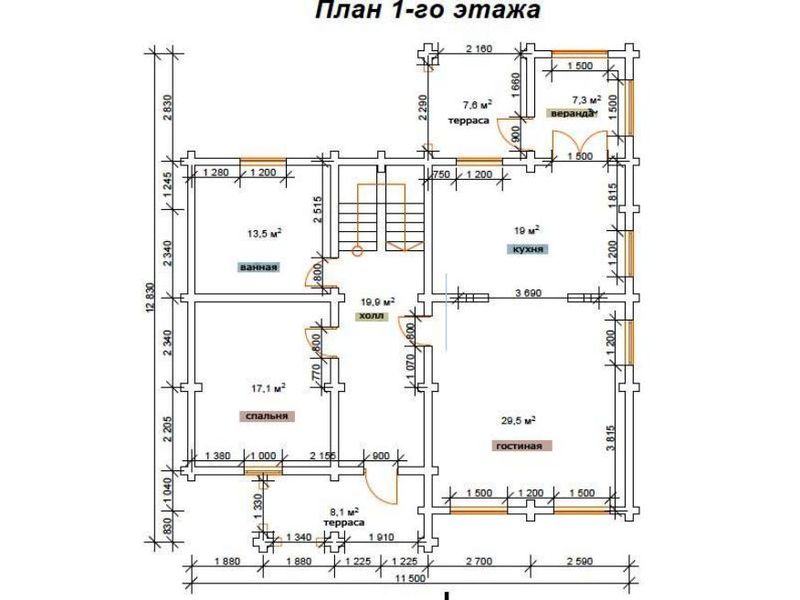 План 1-го этажа
2 160
1 500
2 830
2 290
1 660
7,6 м²
терраса
900
7,3 м²
веранда
1 500
1 500
1 280
1 200
750
1 200
1 245
2 515
1 815
13,5 м²
ванная
19 м²
кухня
2 340
800
1 200
12 830
19,9 м²
холл
3 690
2 340
800
770
800
1 070
1 200
17,1 м²
спальня
29,5 м²
гостиная
3 815
2 205
1 380
1 000
2 155
900
1 040
1 330
8,1 м²
терраса
1 500
1 200
1 500
830
1 340
1 910
1 880
1 880
1 225
1 225
2 700
2 590
11 500